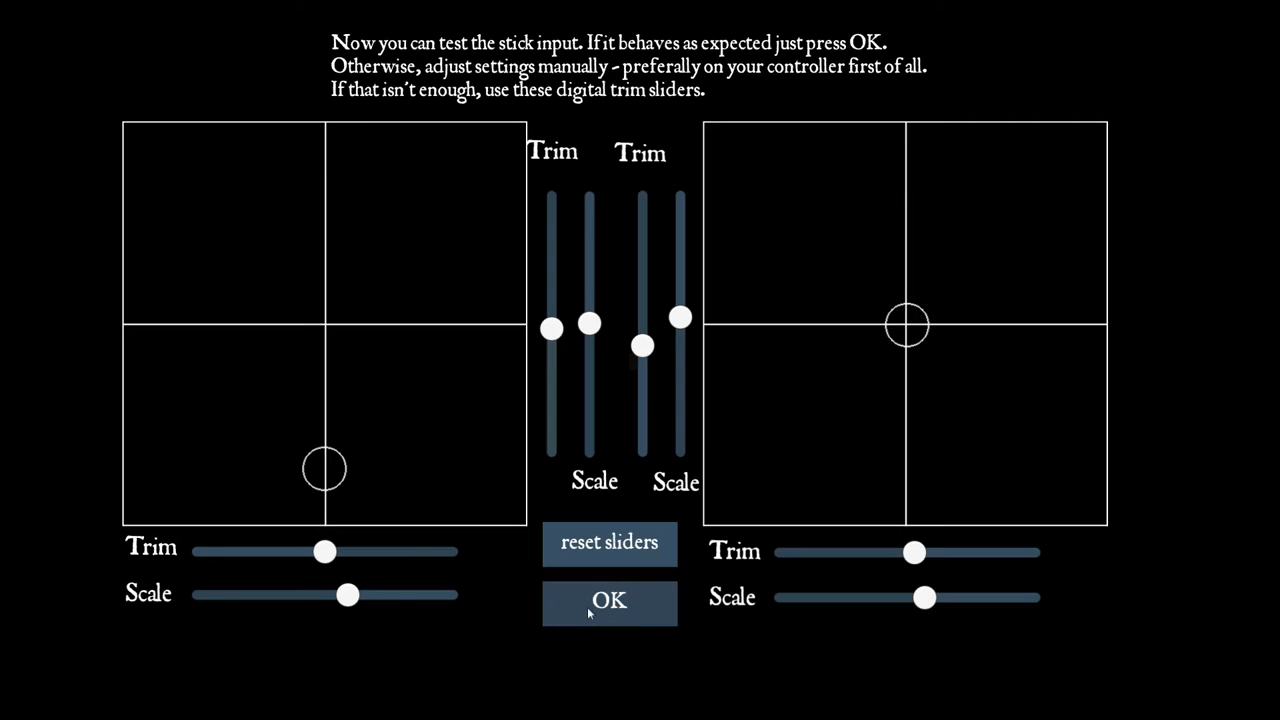 Now you can test the stick input. If it behaves as expected just press OK.
Otherwise, adjust settings manually - preferally on your controller first of all.
If that isn't enough, use these digital trim sliders.
Trim Trim
Scale Scale
reset sliders
OK
Trim
Scale
Trim
Scale